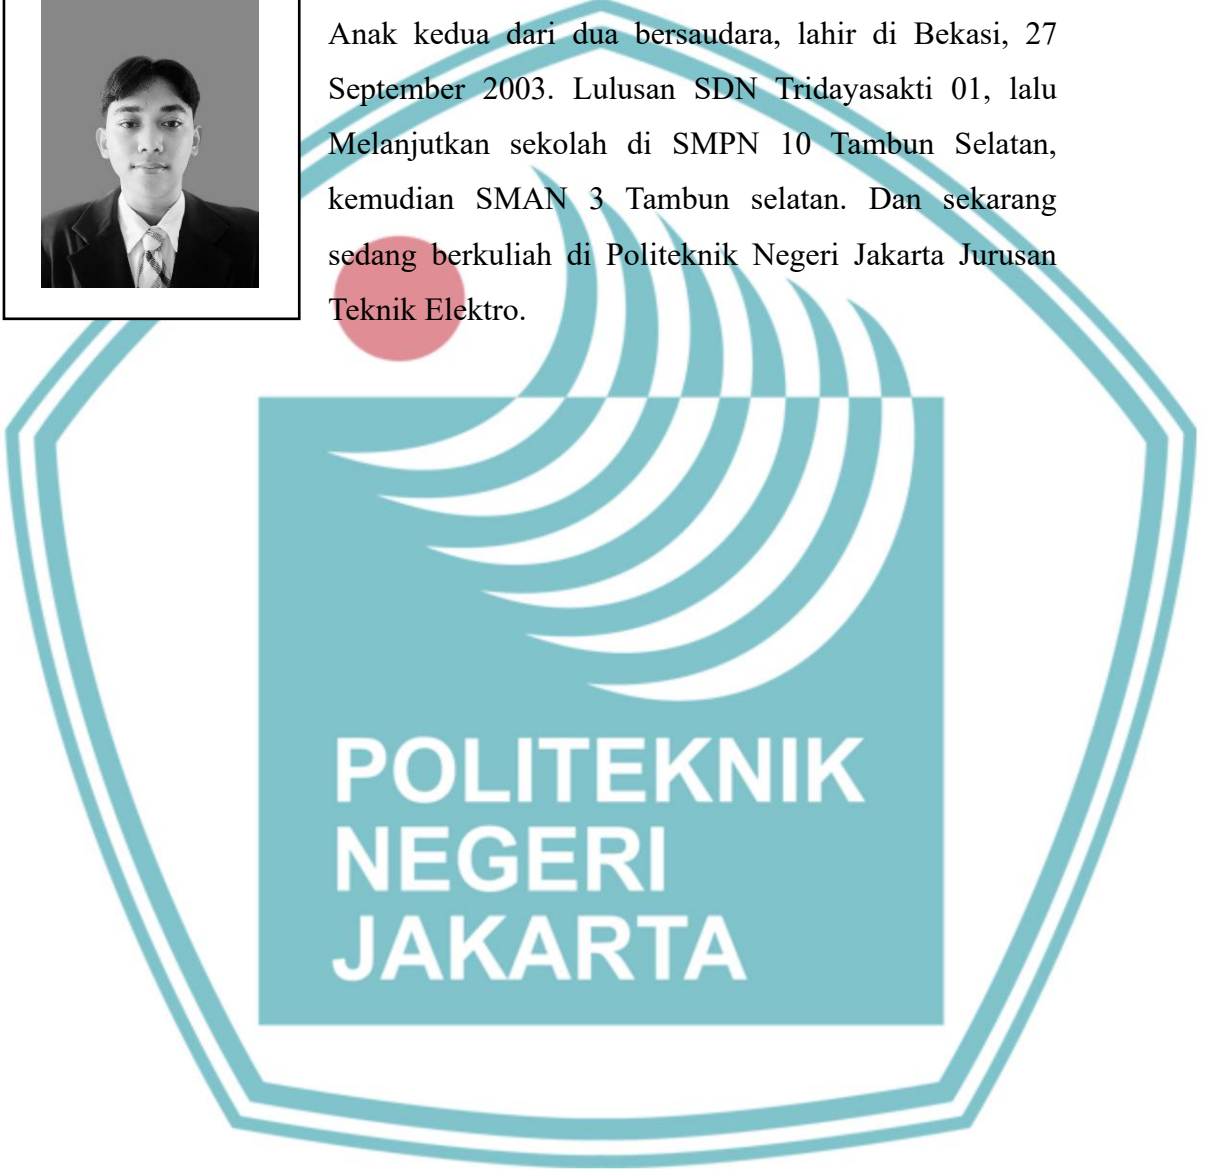 Anak kedua dari dua bersaudara, lahir di Bekasi, 27
September 2003. Lulusan SDN Tridayasakti 01, lalu
Melanjutkan sekolah di SMPN 10 Tambun Selatan,
kemudian SMAN 3 Tambun selatan. Dan sekarang
sedang berkuliah di Politeknik Negeri Jakarta Jurusan
Teknik Elektro.
POLITEKNIK
NEGERI
JAKARTA